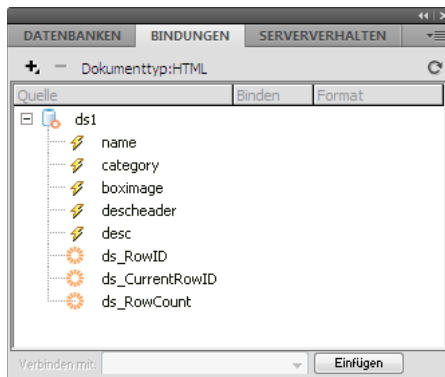 DATENBANKEN BINDUNGEN SERVERVERHALTEN
Dokumenttyp:HTML
Quelle Binden Format
ds1
name
category
boximage
descheader
desc
ds_RowID
ds_CurrentRowID
ds_RowCount
Verbinden mit: Einfügen